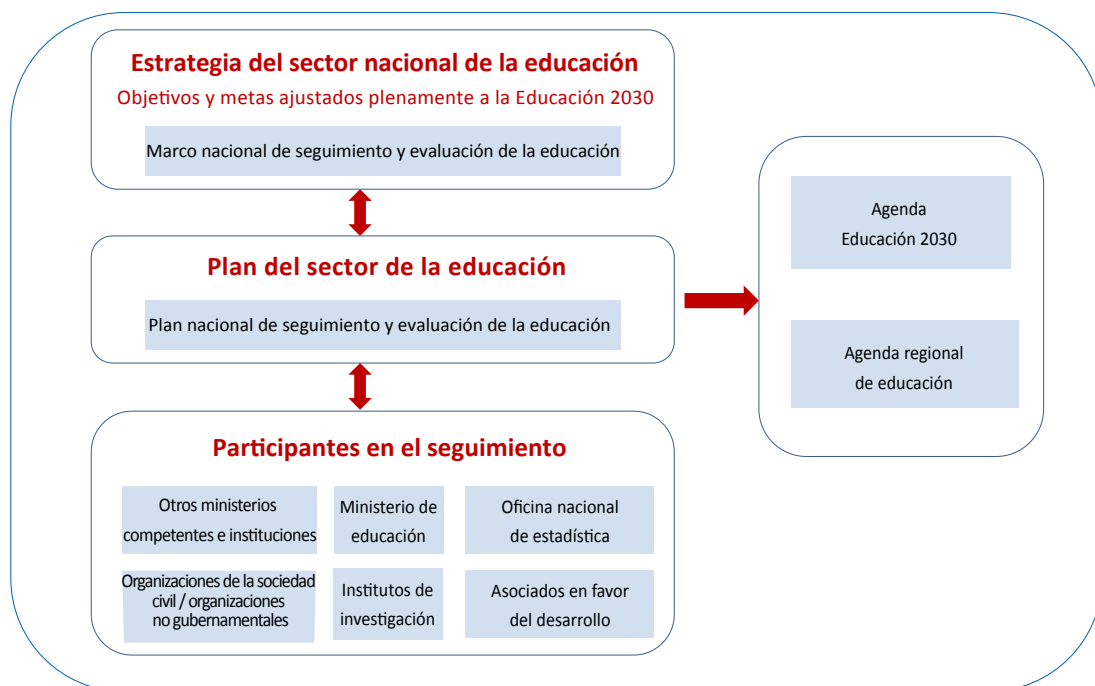 Estrategia del sector nacional de la educación
Objetivos y metas ajustados plenamente a la Educación 2030
Marco nacional de seguimiento y evaluación de la educación
Plan del sector de la educación
Plan nacional de seguimiento y evaluación de la educación
Participantes en el seguimiento
Otros ministerios
competentes e instituciones
Ministerio de
educación
Oficina nacional
de estadística
Organizaciones de la sociedad
civil / organizaciones
no gubernamentales
Institutos de
investigación
Asociados en favor
del desarrollo
Agenda
Educación 2030
Agenda regional
de educación